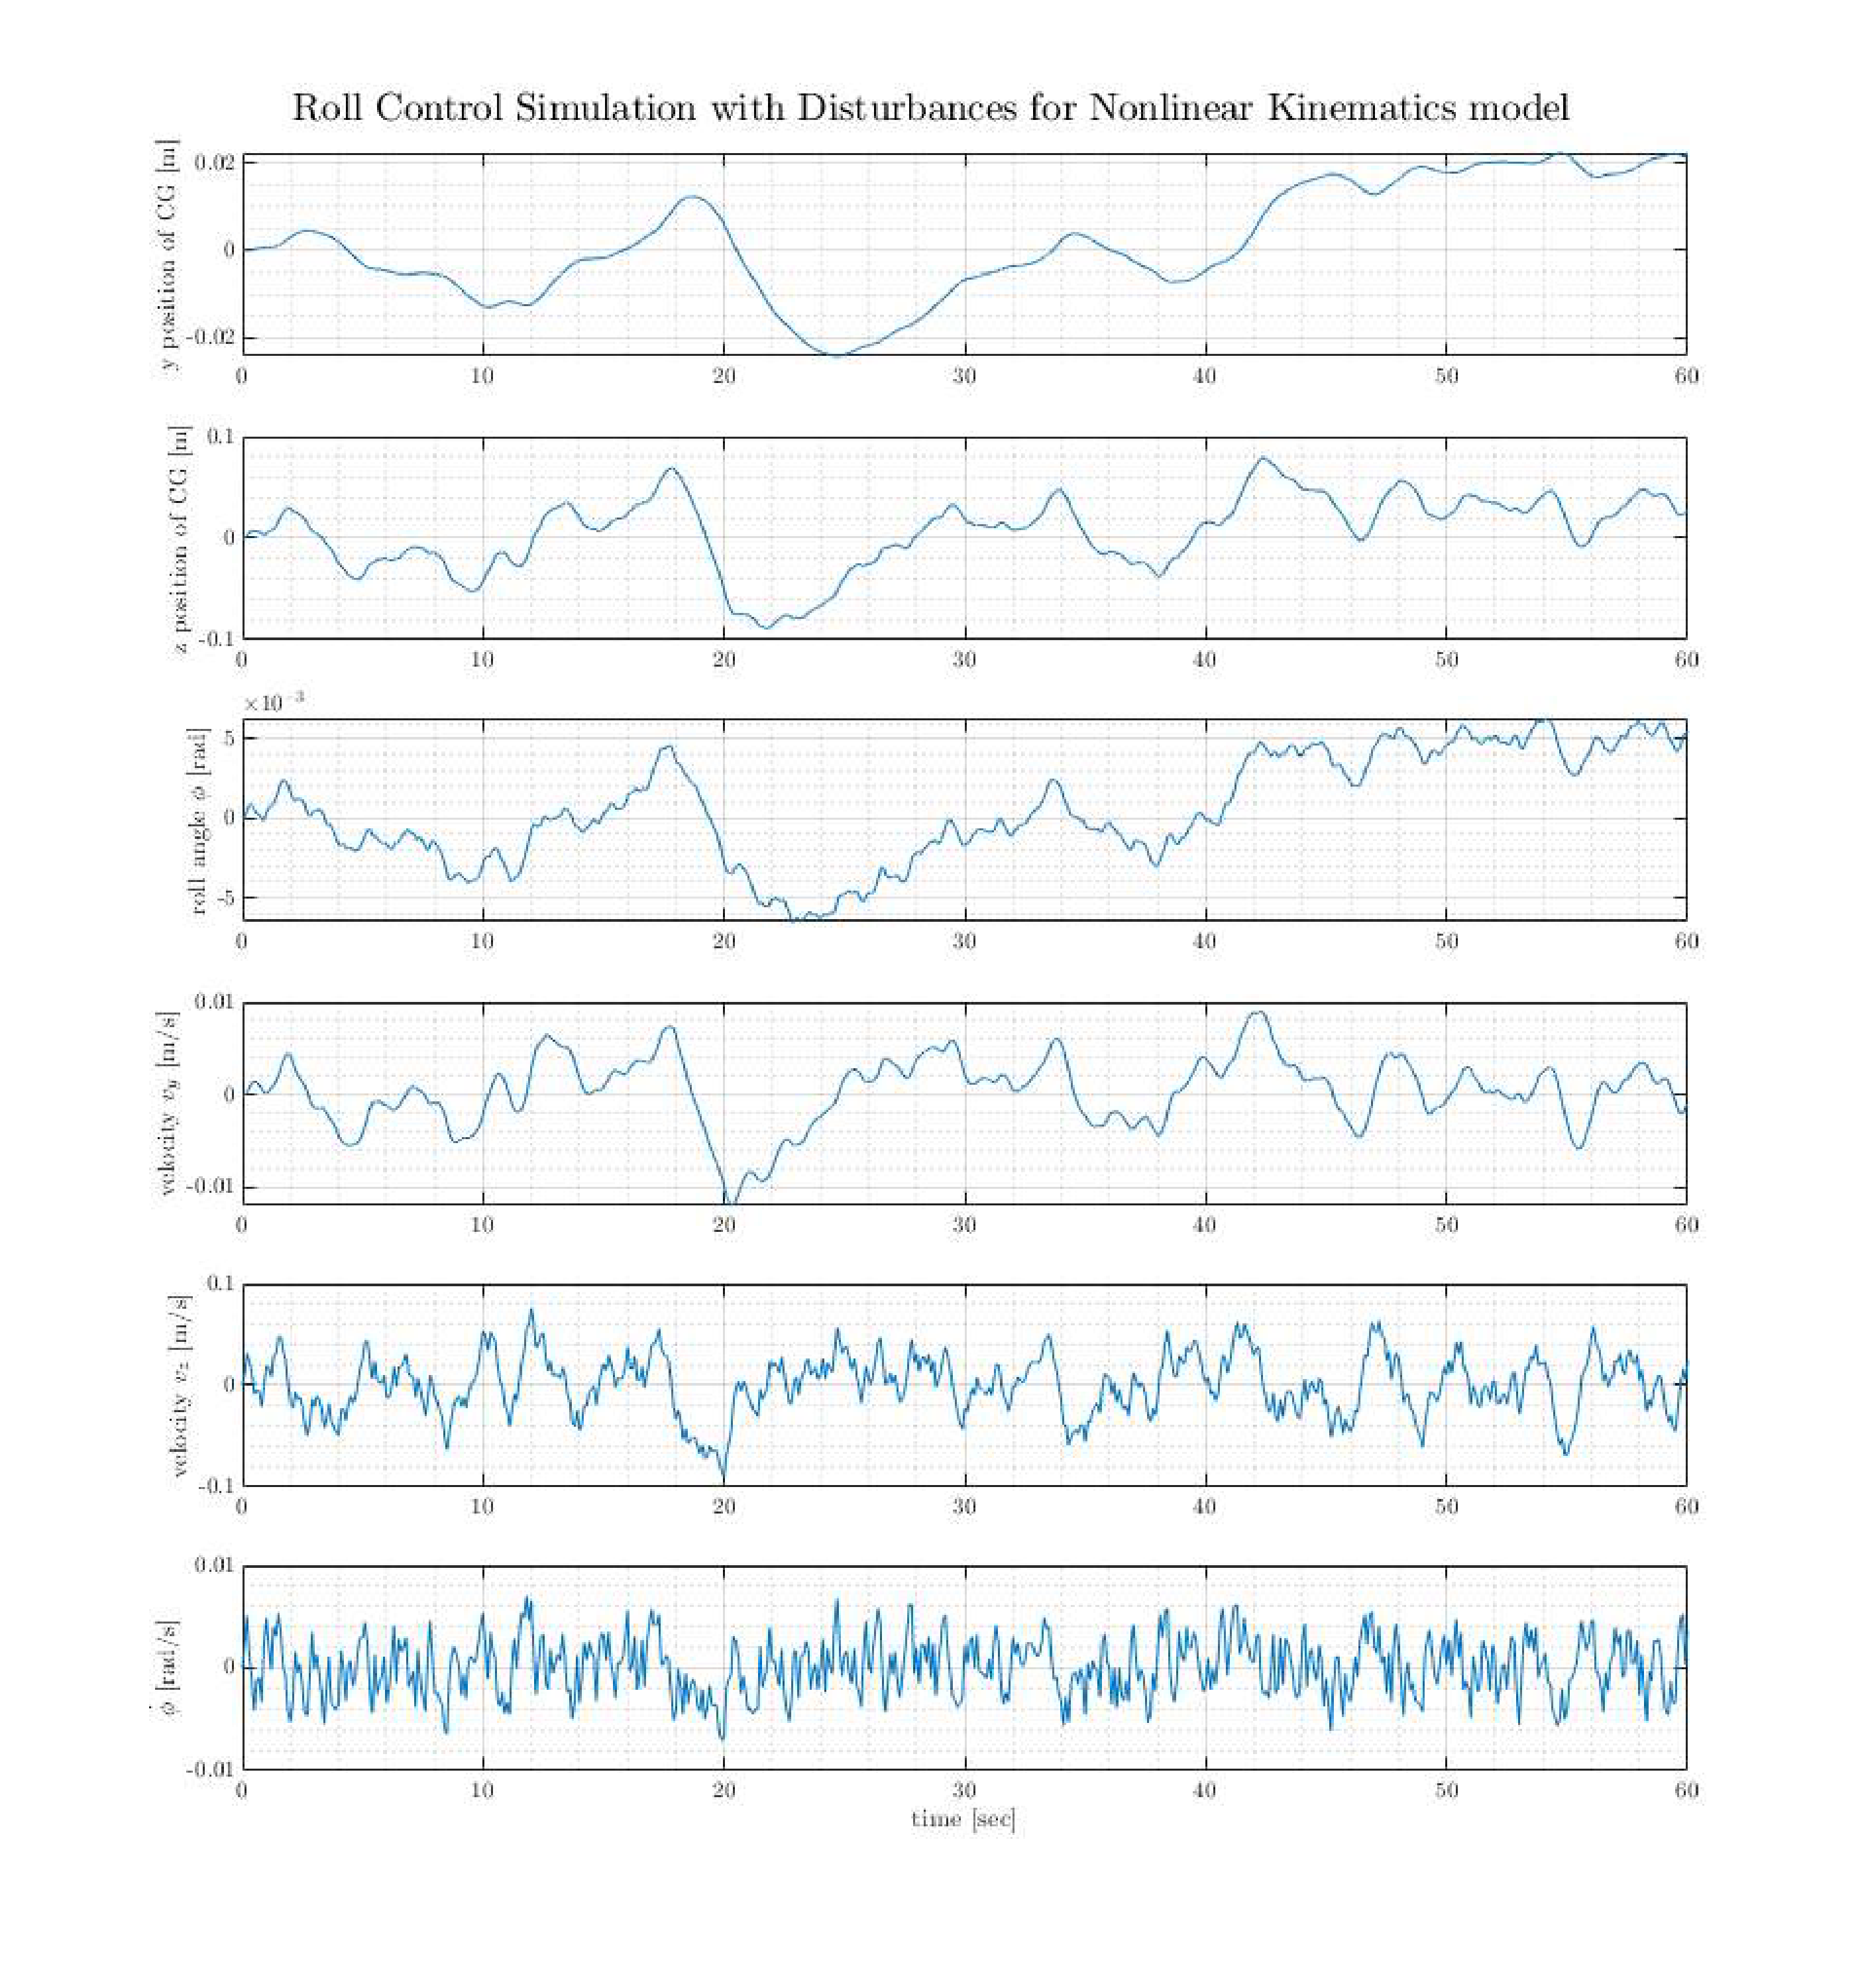 Roll Control Simulation with Disturbances for Nonlinear Kinematics model
y position of CG [m]
0.02
0
-0.02
0 10 20 30 40 50 60
z position of CG [m]
0.1
0
-0.1
0 10 20 30 40 50 60
×10⁻³
roll angle ϕ [rad]
5
0
-5
0 10 20 30 40 50 60
velocity v_y [m/s]
0.01
0
-0.01
0 10 20 30 40 50 60
velocity v_z [m/s]
0.1
0
-0.1
0 10 20 30 40 50 60
ϕ̇ [rad/s]
0.01
0
-0.01
0 10 20 30 40 50 60
time [sec]